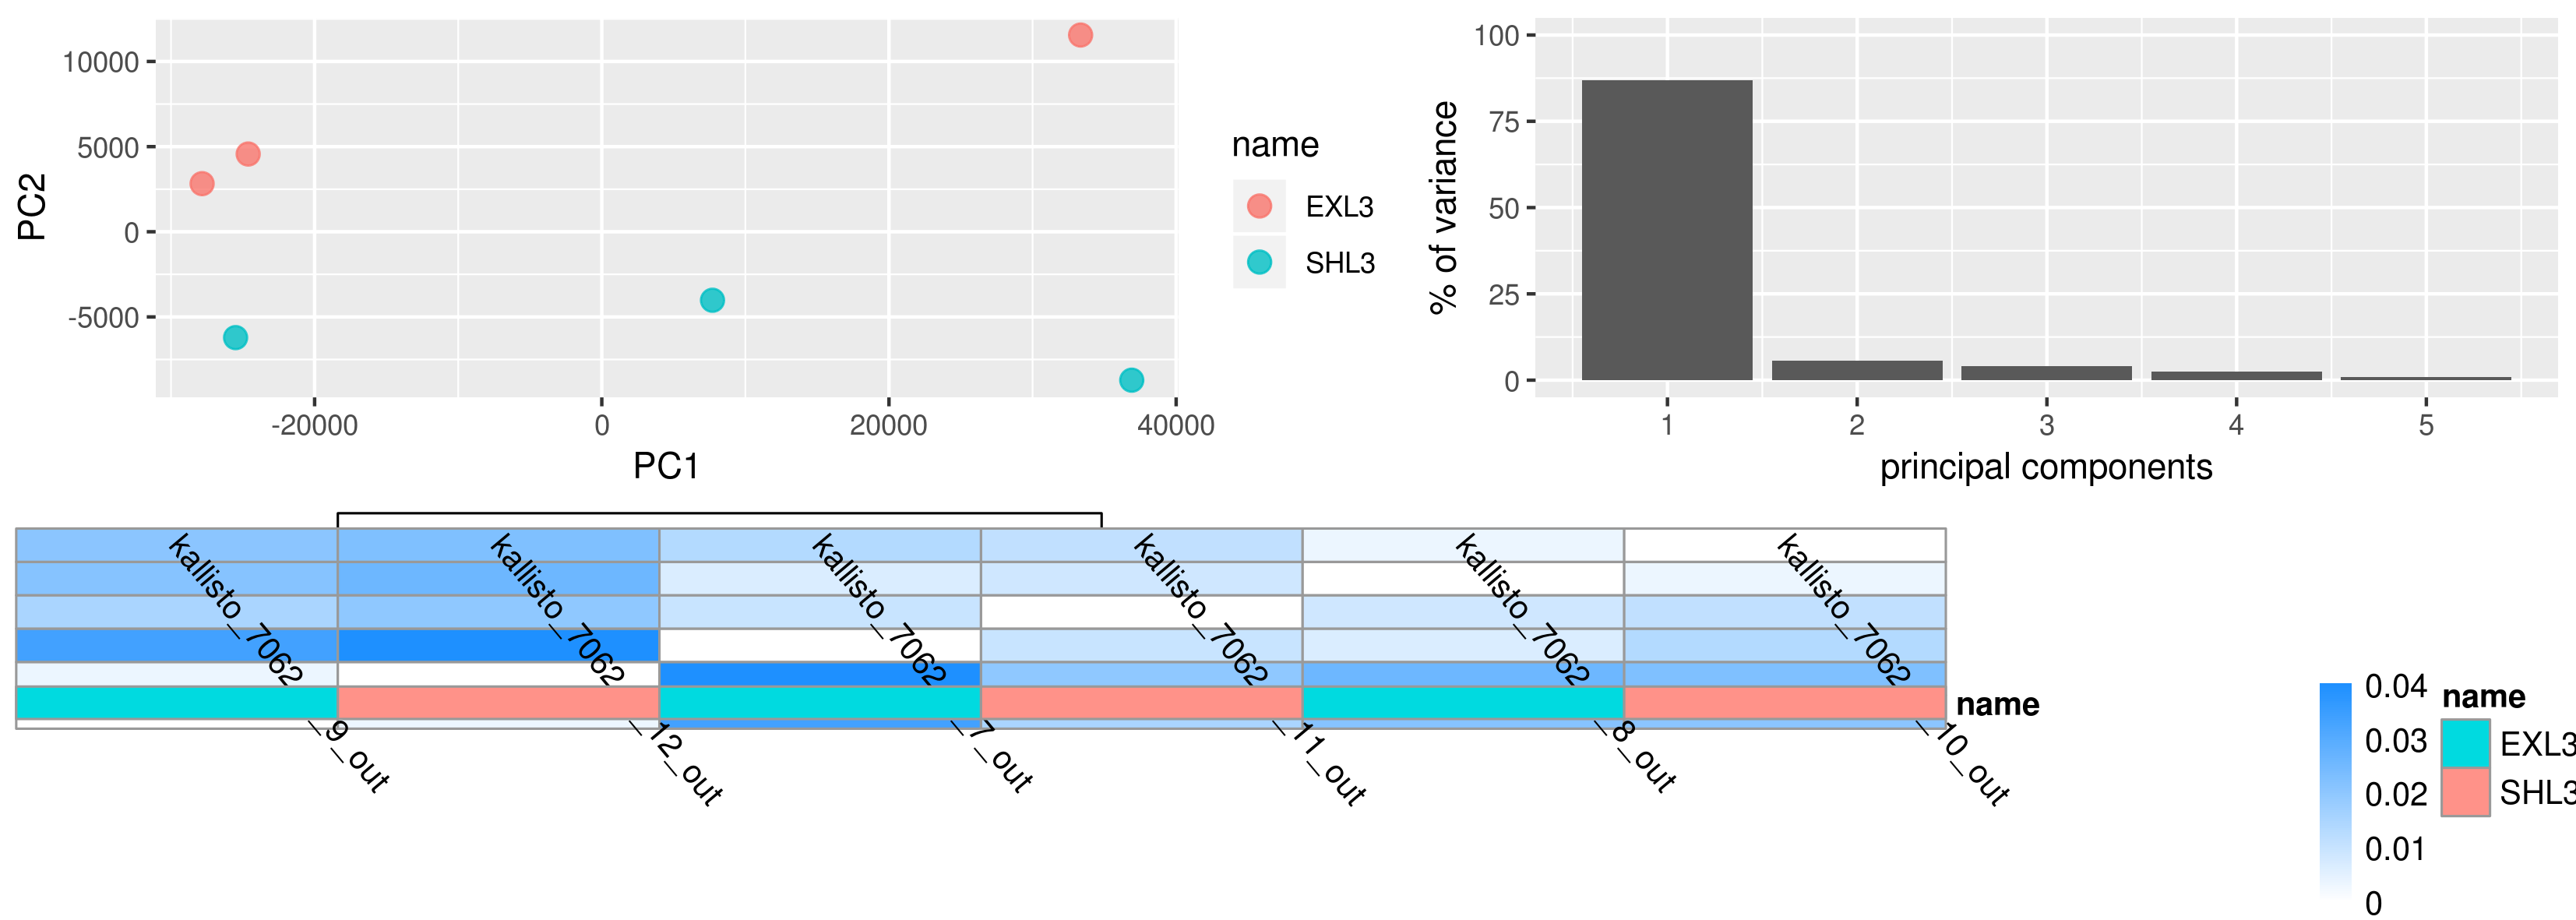 10000
5000
0
-5000
PC2
-20000 0 20000 40000
PC1
name
EXL3
SHL3
100
75
50
25
0
% of variance
1 2 3 4 5
principal components
kallisto_7062_9_out
kallisto_7062_12_out
kallisto_7062_7_out
kallisto_7062_11_out
kallisto_7062_8_out
kallisto_7062_10_out
name
0.04
0.03
0.02
0.01
0
name
EXL3
SHL3